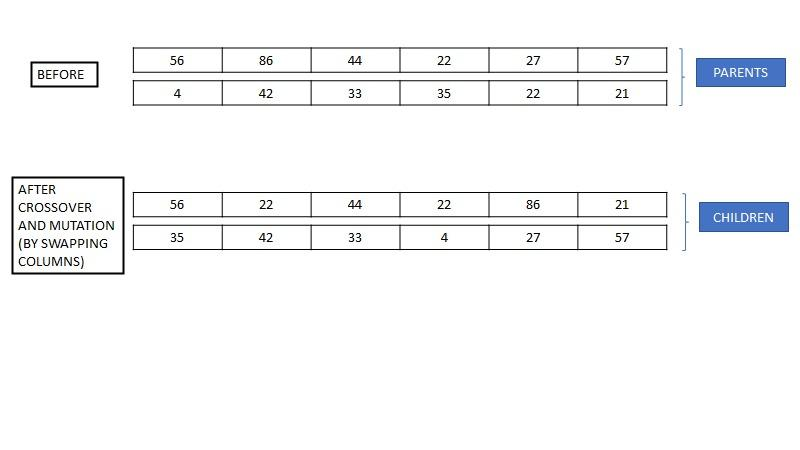 BEFORE
56 86 44 22 27 57
4 42 33 35 22 21
PARENTS
AFTER
CROSSOVER
AND MUTATION
(BY SWAPPING
COLUMNS)
56 22 44 22 86 21
35 42 33 4 27 57
CHILDREN